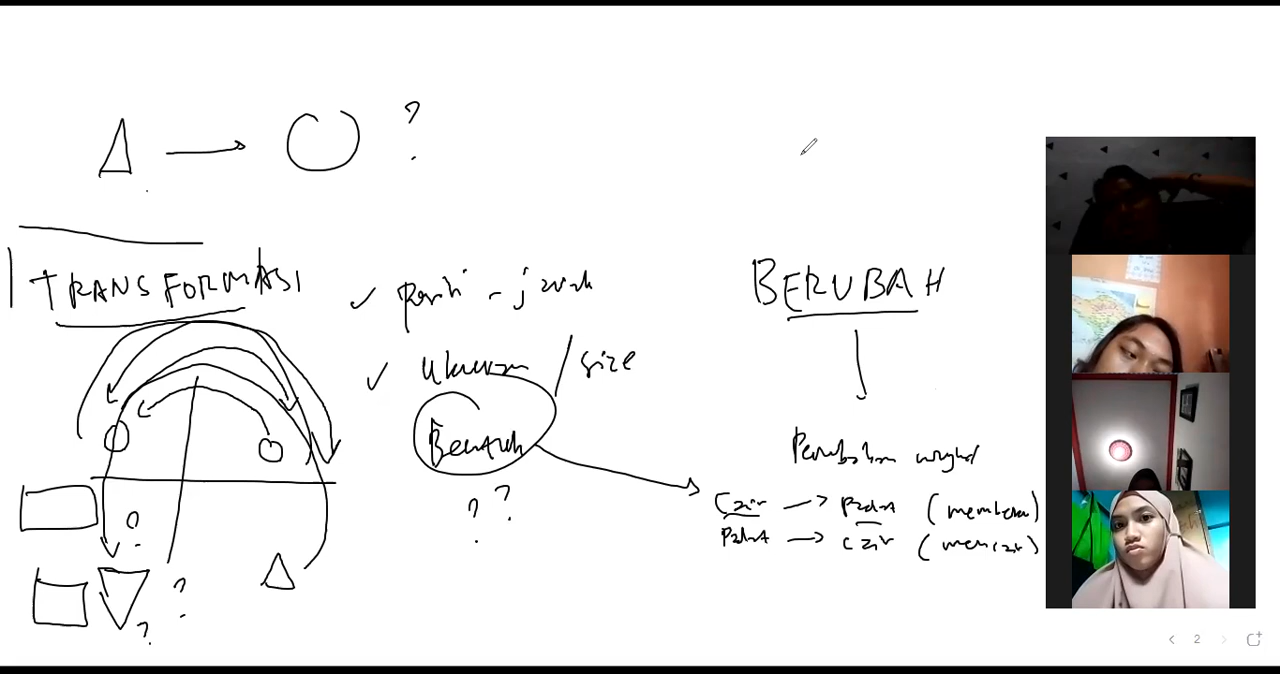 ?
TRANSFORMASI
Posisi - jarak
Ukuran / size
Bentuk
? ?
?
?
?
BERUBAH
Perubahan wujud
Cair → Padat (membeku)
Padat → Cair (mencair)
2